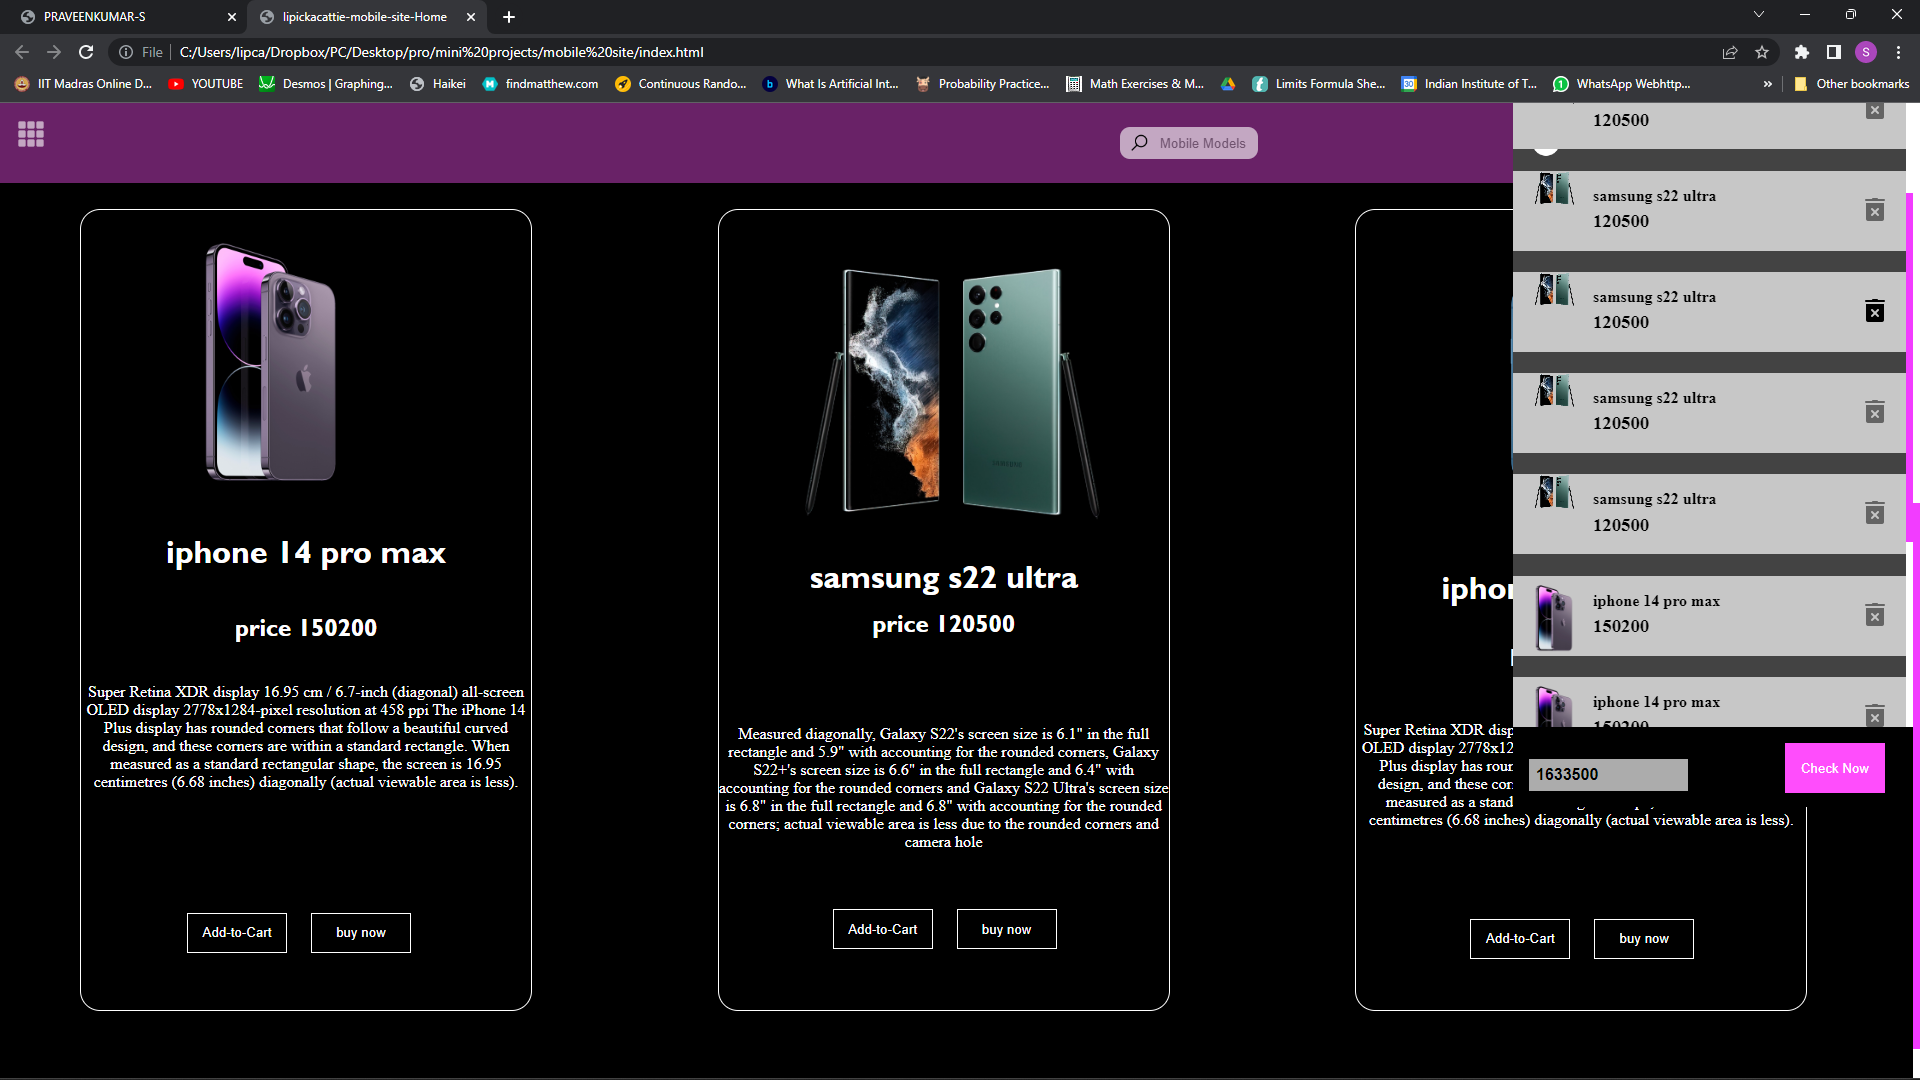 PRAVEENKUMAR-S
lipickacattie-mobile-site-Home
File
C:/Users/lipca/Dropbox/PC/Desktop/pro/mini%20projects/mobile%20site/index.html
S
IIT Madras Online D...
YOUTUBE
Desmos | Graphing...
Haikei
findmatthew.com
Continuous Rando...
What Is Artificial Int...
Probability Practice...
Math Exercises & M...
Limits Formula She...
Indian Institute of T...
WhatsApp Webhttp...
»
Other bookmarks
Mobile Models
iphone 14 pro max
price 150200
Super Retina XDR display 16.95 cm / 6.7-inch (diagonal) all-screen
OLED display 2778x1284-pixel resolution at 458 ppi The iPhone 14
Plus display has rounded corners that follow a beautiful curved
design, and these corners are within a standard rectangle. When
measured as a standard rectangular shape, the screen is 16.95
centimetres (6.68 inches) diagonally (actual viewable area is less).
Add-to-Cart
buy now
SAMSUNG
samsung s22 ultra
price 120500
Measured diagonally, Galaxy S22's screen size is 6.1" in the full
rectangle and 5.9" with accounting for the rounded corners, Galaxy
S22+'s screen size is 6.6" in the full rectangle and 6.4" with
accounting for the rounded corners and Galaxy S22 Ultra's screen size
is 6.8" in the full rectangle and 6.8" with accounting for the rounded
corners; actual viewable area is less due to the rounded corners and
camera hole
Add-to-Cart
buy now
Super Retina XDR
OLED display
Plus display has
design, and these
measured as a
centimetres (6.68 inches) diagonally (actual viewable area is less).
Add-to-Cart
buy now
120500
samsung s22 ultra
120500
samsung s22 ultra
120500
samsung s22 ultra
120500
samsung s22 ultra
120500
iphone 14 pro max
150200
iphone 14 pro max
150200
1633500
Check Now